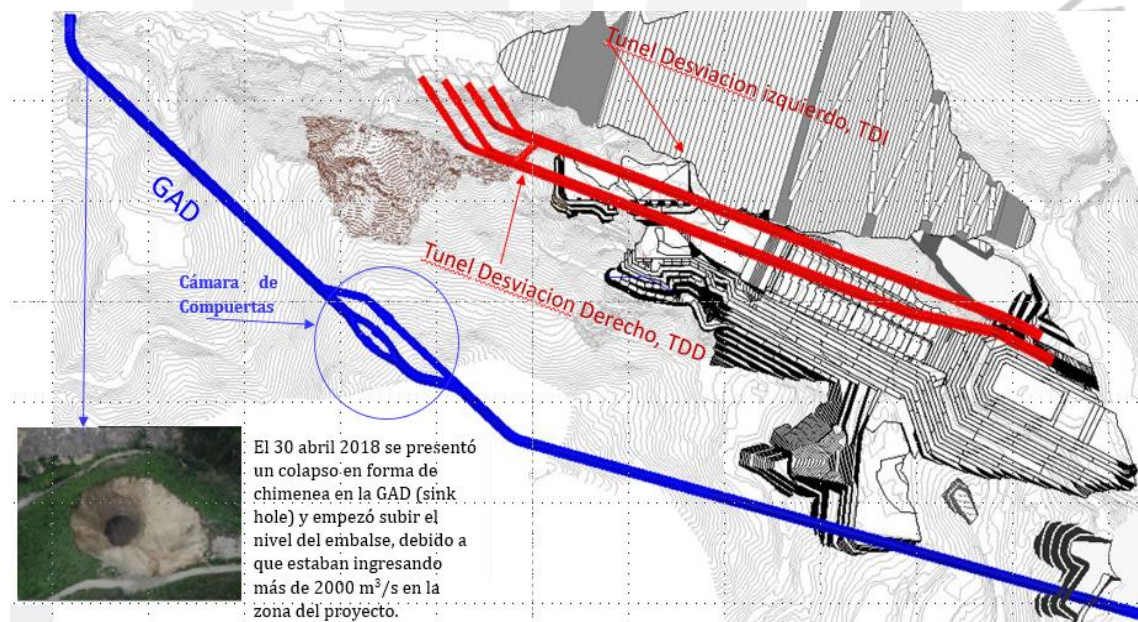 Tunel Desviacion izquierdo, TDI
GAD
Tunel Desviacion Derecho, TDD
Cámara de
Compuertas
El 30 abril 2018 se presentó
un colapso en forma de
chimenea en la GAD (sink
hole) y empezó subir el
nivel del embalse, debido a
que estaban ingresando
más de 2000 m³/s en la
zona del proyecto.